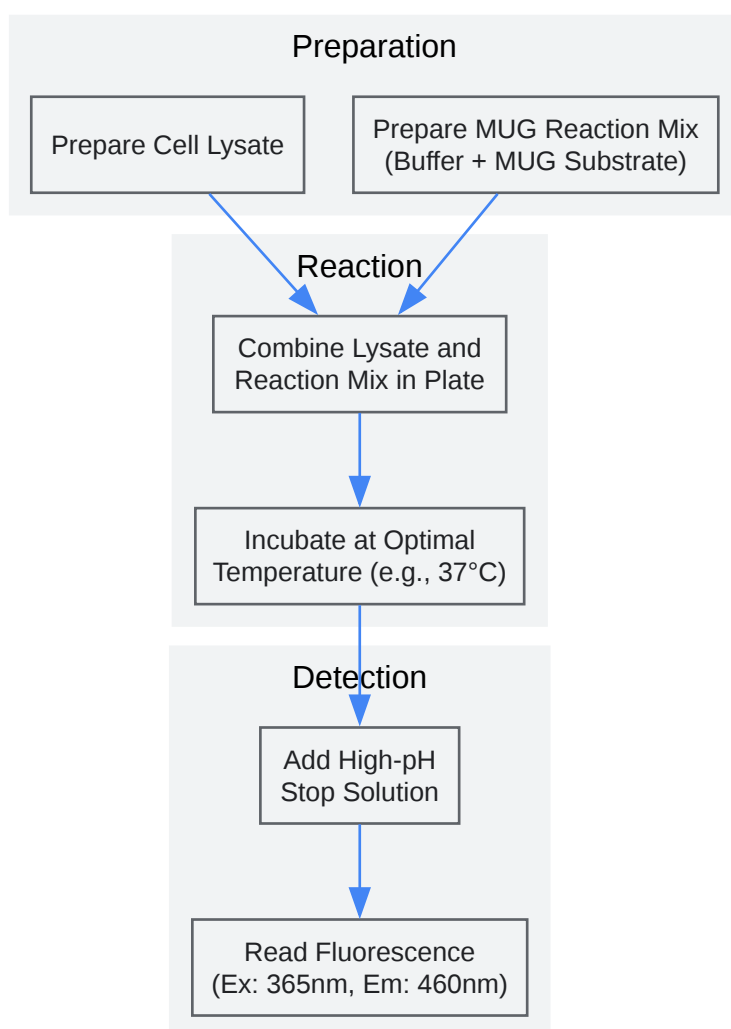 Preparation
Prepare Cell Lysate
Prepare MUG Reaction Mix
(Buffer + MUG Substrate)
Reaction
Combine Lysate and
Reaction Mix in Plate
Incubate at Optimal
Temperature (e.g., 37°C)
Detection
Add High-pH
Stop Solution
Read Fluorescence
(Ex: 365nm, Em: 460nm)